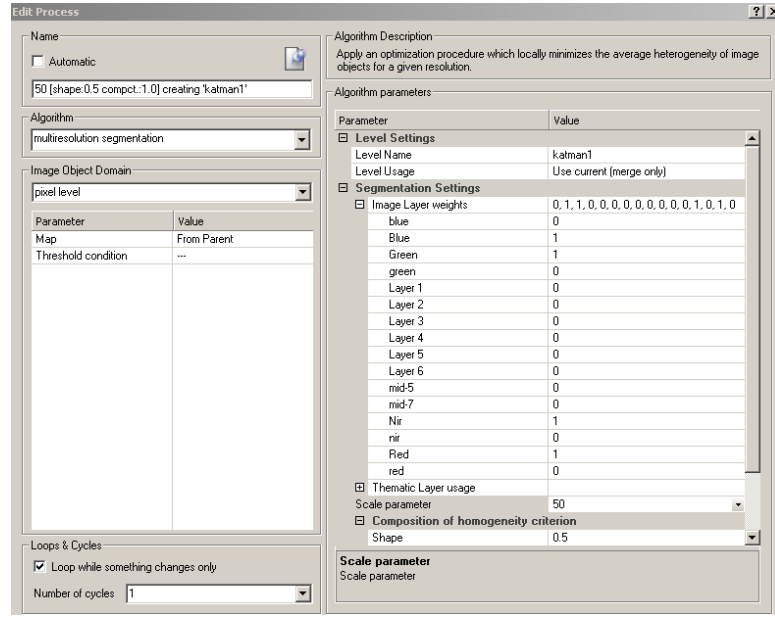 Edit Process
Name
Automatic
50 [shape:0.5 compct.:1.0] creating 'katman1'
Algorithm
multiresolution segmentation
Image Object Domain
pixel level
Parameter Value
Map From Parent
Threshold condition ---
Loops & Cycles
Loop while something changes only
Number of cycles 1
Algorithm Description
Apply an optimization procedure which locally minimizes the average heterogeneity of image
objects for a given resolution.
Algorithm parameters
Parameter Value
Level Settings
Level Name katman1
Level Usage Use current (merge only)
Segmentation Settings
Image Layer weights 0, 1, 1, 0, 0, 0, 0, 0, 0, 0, 0, 0, 1, 0, 1, 0
blue 0
Blue 1
Green 1
green 0
Layer 1 0
Layer 2 0
Layer 3 0
Layer 4 0
Layer 5 0
Layer 6 0
mid-5 0
mid-7 0
Nir 1
nir 0
Red 1
red 0
Thematic Layer usage
Scale parameter 50
Composition of homogeneity criterion
Shape 0.5
Scale parameter
Scale parameter